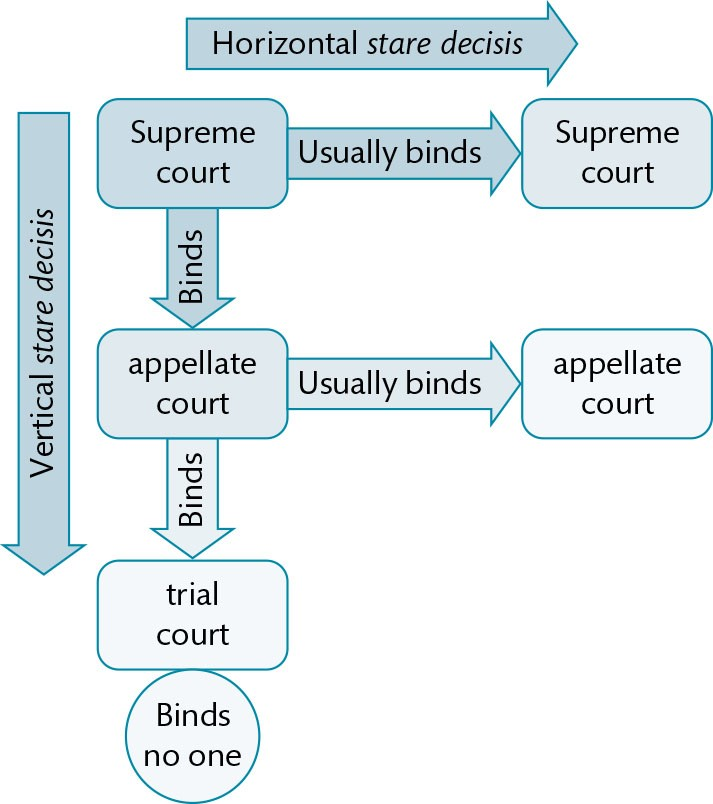 Horizontal stare decisis
Vertical stare decisis
Supreme
court
Usually binds
Supreme
court
Binds
appellate
court
Usually binds
appellate
court
Binds
trial
court
Binds
no one